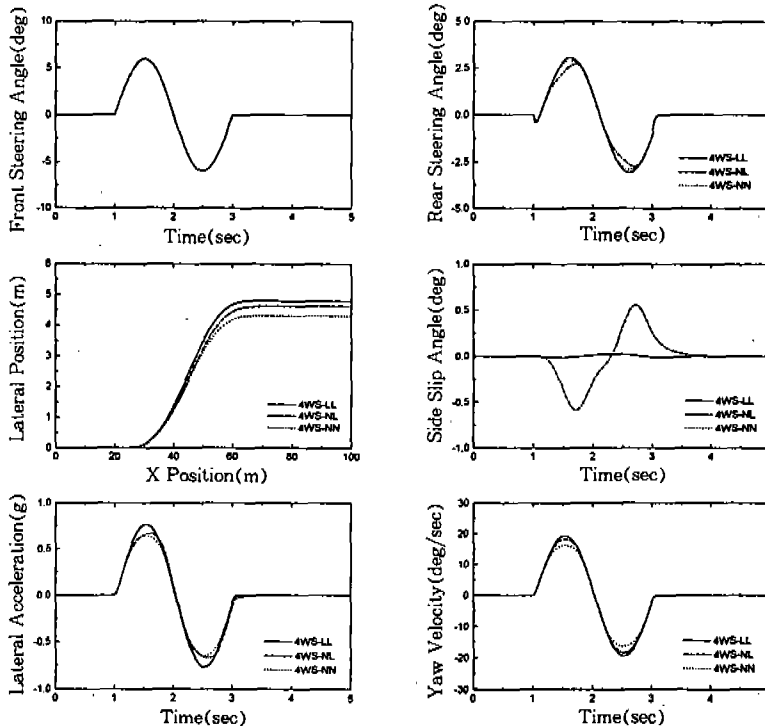 Front Steering Angle(deg)
10
5
0
-5
-10
0 1 2 3 4 5
Time(sec)
Rear Steering Angle(deg)
5.0
2.5
0
-2.5
-5.0
4WS-LL
4WS-NL
4WS-NN
0 1 2 3 4
Time(sec)
Lateral Position(m)
6
5
4
3
2
1
0
4WS-LL
4WS-NL
4WS-NN
0 20 40 60 80 100
X Position(m)
Side Slip Angle(deg)
1.0
0.5
0.0
-0.5
-1.0
4WS-LL
4WS-NL
4WS-NN
0 1 2 3 4
Time(sec)
Lateral Acceleration(g)
1.0
0.5
0
-0.5
-1.0
4WS-LL
4WS-NL
4WS-NN
0 1 2 3 4 5
Time(sec)
Yaw Velocity(deg/sec)
30
20
10
0
-10
-20
-30
4WS-LL
4WS-NL
4WS-NN
0 1 2 3 4
Time(sec)